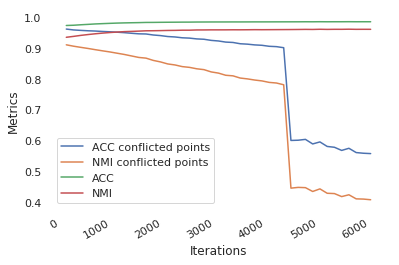 1.0
0.9
0.8
0.7
0.6
0.5
0.4
Metrics
ACC conflicted points
NMI conflicted points
ACC
NMI
0
1000
2000
3000
4000
5000
6000
Iterations